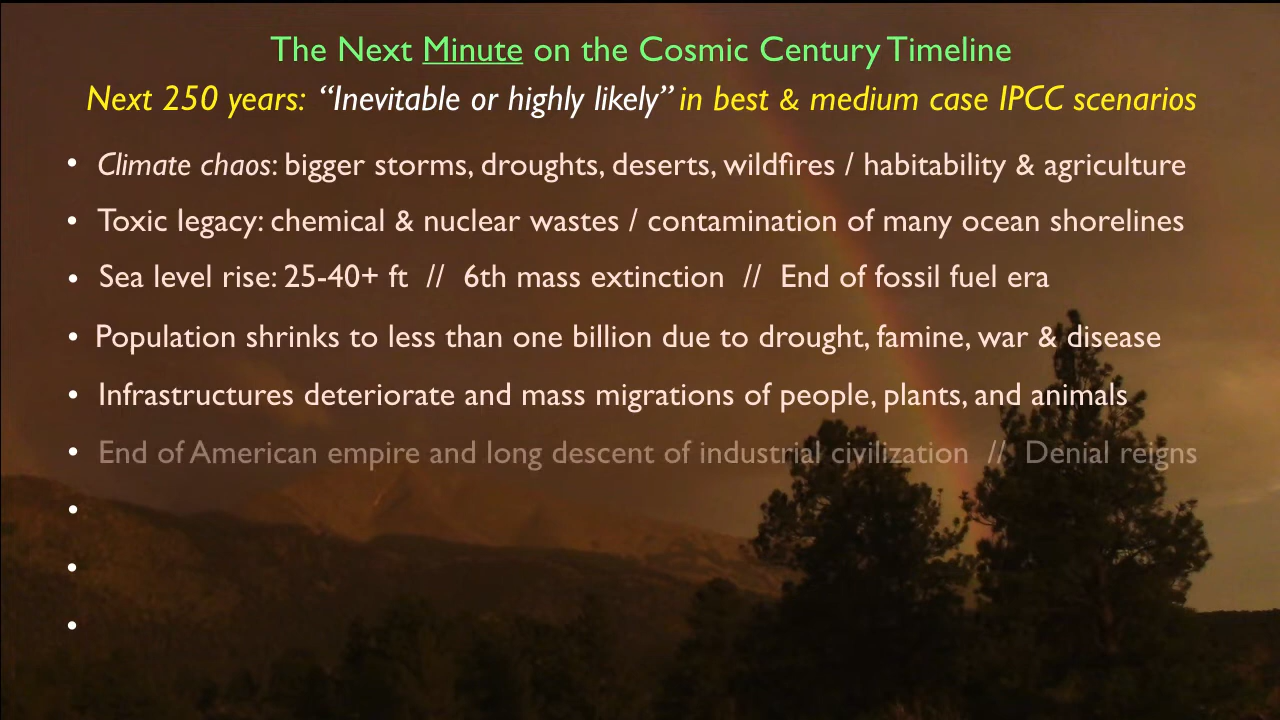 The Next Minute on the Cosmic Century Timeline
Next 250 years: “Inevitable or highly likely” in best & medium case IPCC scenarios
• Climate chaos: bigger storms, droughts, deserts, wildfires / habitability & agriculture
• Toxic legacy: chemical & nuclear wastes / contamination of many ocean shorelines
• Sea level rise: 25-40+ ft // 6th mass extinction // End of fossil fuel era
• Population shrinks to less than one billion due to drought, famine, war & disease
• Infrastructures deteriorate and mass migrations of people, plants, and animals
• End of American empire and long descent of industrial civilization // Denial reigns
•
•
•